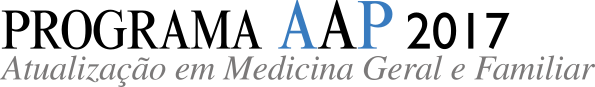 PROGRAMA AAP 2017
Atualização em Medicina Geral e Familiar